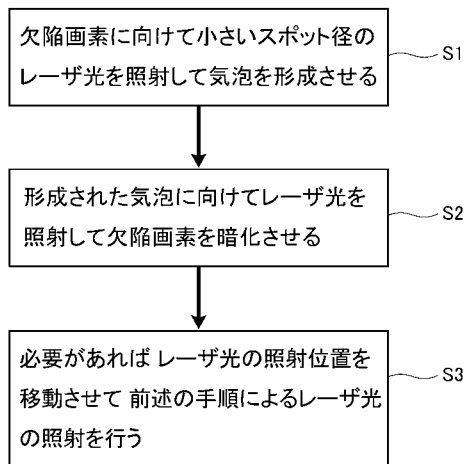 欠陥画素に向けて小さいスポット径の
レーザ光を照射して気泡を形成させる
S1
形成された気泡に向けてレーザ光を
照射して欠陥画素を暗化させる
S2
必要があれば レーザ光の照射位置を
移動させて 前述の手順によるレーザ光
の照射を行う
S3